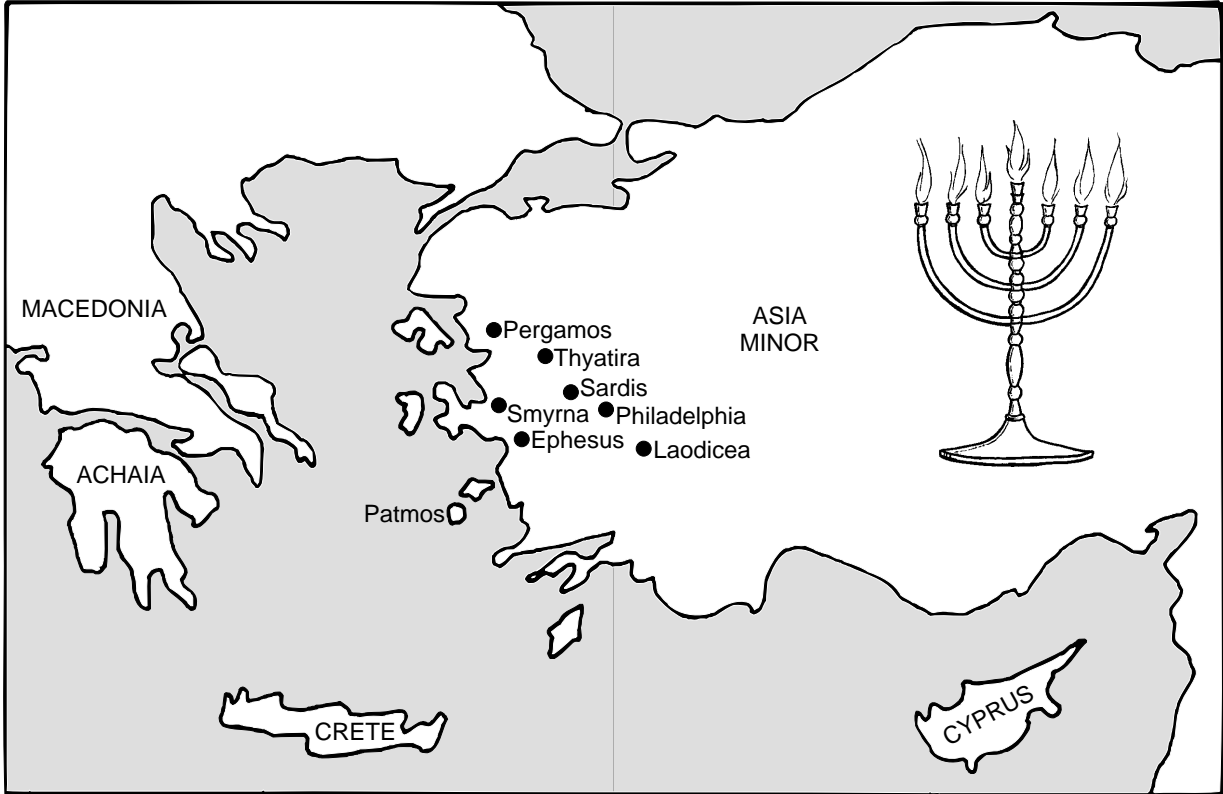 MACEDONIA
Pergamos
ASIA
MINOR
Thyatira
Sardis
Smyrna
Philadelphia
Ephesus
Laodicea
ACHAIA
Patmos
CRETE
CYPRUS